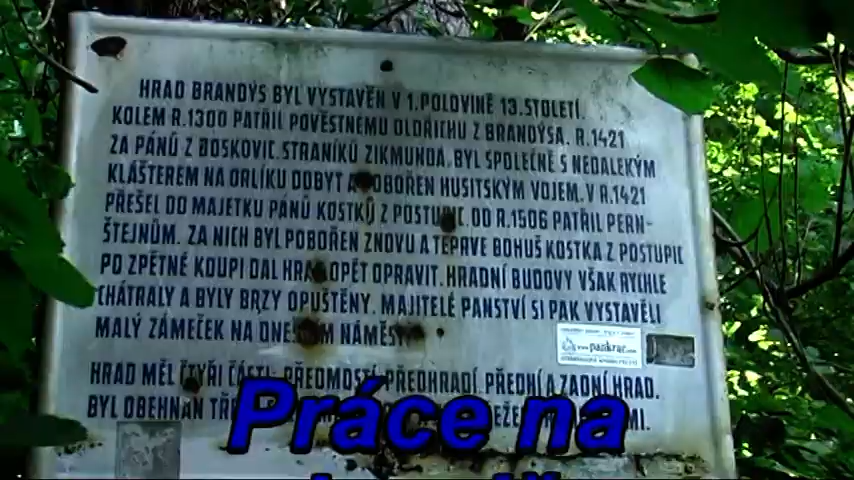 HRAD BRANDÝS BYL VYSTAVĚN V 1. POLOVINĚ 13. STOLETÍ.
KOLEM R.1300 PATŘIL POVĚSTNÉMU OLDŘICHU Z BRANDÝSA. R.1421
ZA PÁNŮ Z BOSKOVIC.STRANÍKŮ ZIKMUNDA, BYL SPOLEČNĚ S NEDALEKÝM
KLÁŠTEREM NA ORLÍKU DOBYT A POBOŘEN HUSITSKÝM VOJEM. V R.1421
PŘEŠEL DO MAJETKU PÁNŮ KOSTKŮ Z POSTUPIC. OD R.1506 PATŘIL PERN-
ŠTEJNŮM. ZA NICH BYL POBOŘEN ZNOVU A TEPRVE BOHUŠ KOSTKA Z POSTUPIC
PO ZPĚTNÉ KOUPI DAL HRAD OPĚT OPRAVIT. HRADNÍ BUDOVY VŠAK RYCHLE
CHÁTRALY A BYLY BRZY OPUŠTĚNY. MAJITELÉ PANSTVÍ SI PAK VYSTAVĚLI
MALÝ ZÁMEČEK NA DNEŠNÍM NÁMĚSTÍ.
HRAD MĚL ČTYŘI ČÁSTI: PŘEDMOSTÍ, PŘEDHRADÍ, PŘEDNÍ A ZADNÍ HRAD.
BYL OBEHNÁN
www.pankrac
Práce na